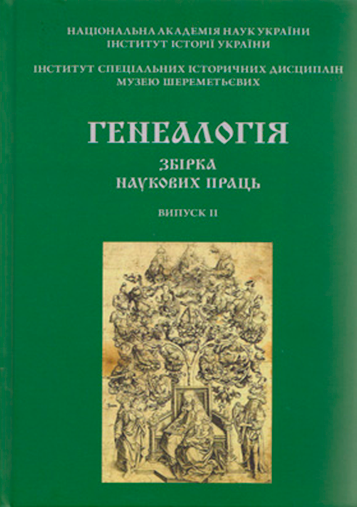 НАЦІОНАЛЬНА АКАДЕМІЯ НАУК УКРАЇНИ
ІНСТИТУТ ІСТОРІЇ УКРАЇНИ
ІНСТИТУТ СПЕЦІАЛЬНИХ ІСТОРИЧНИХ ДИСЦИПЛІН
МУЗЕЮ ШЕРЕМЕТЬЄВИХ
ГЕНЕАЛОГІЯ
ЗБІРКА
НАУКОВИХ ПРАЦЬ
ВИПУСК II